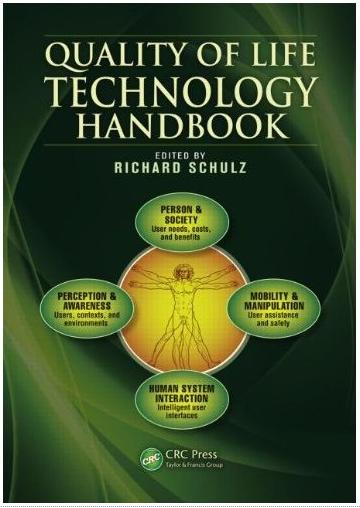 QUALITY OF LIFE
TECHNOLOGY
HANDBOOK
EDITED BY
RICHARD SCHULZ
PERSON &
SOCIETY
User needs, costs,
and benefits
PERCEPTION &
AWARENESS
Users, contexts, and
environments
MOBILITY &
MANIPULATION
User assistance
and safety
HUMAN SYSTEM
INTERACTION
Intelligent user
interfaces
CRC
CRC Press
Taylor & Francis Group